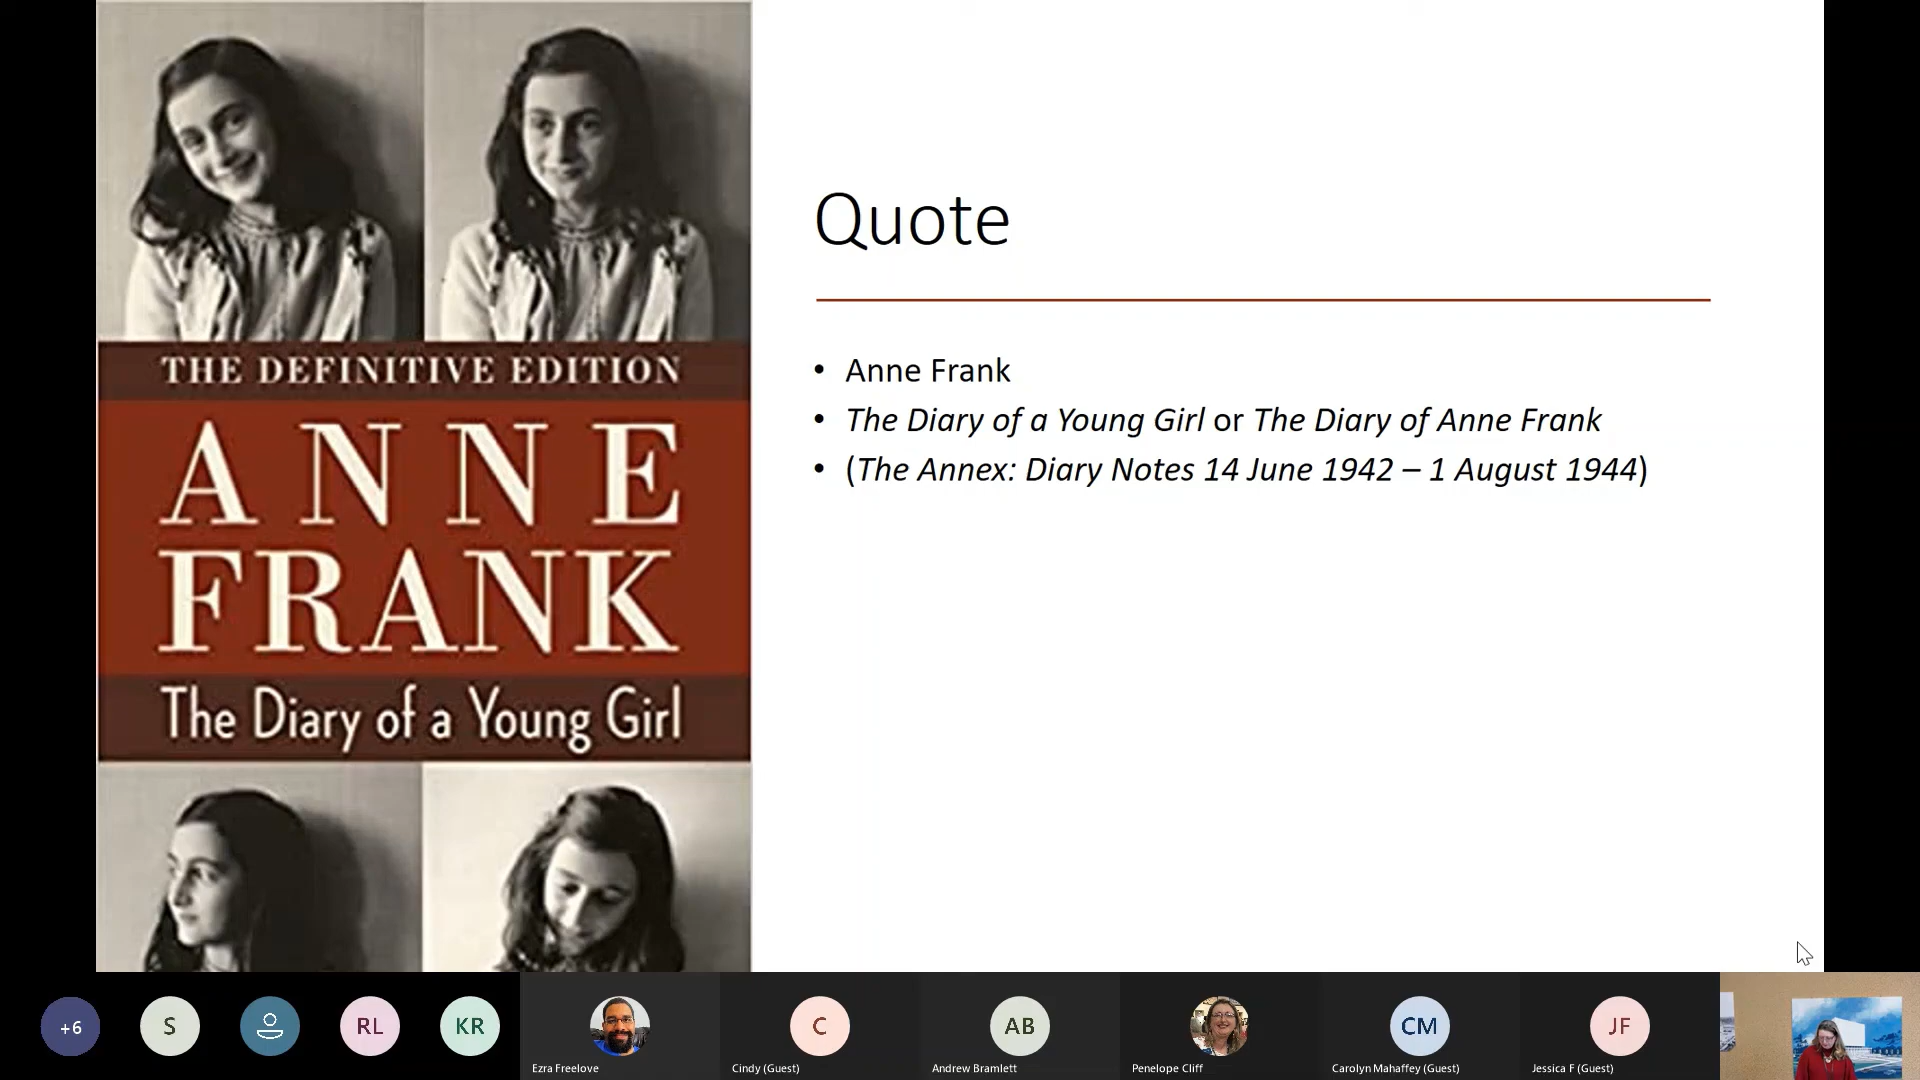 THE DEFINITIVE EDITION
ANNE
FRANK
The Diary of a Young Girl
Quote
• Anne Frank
• The Diary of a Young Girl or The Diary of Anne Frank
• (The Annex: Diary Notes 14 June 1942 – 1 August 1944)
+6
S
RL
KR
Ezra Freelove
C
Cindy (Guest)
AB
Andrew Bramlett
Penelope Cliff
CM
Carolyn Mahaffey (Guest)
JF
Jessica F (Guest)